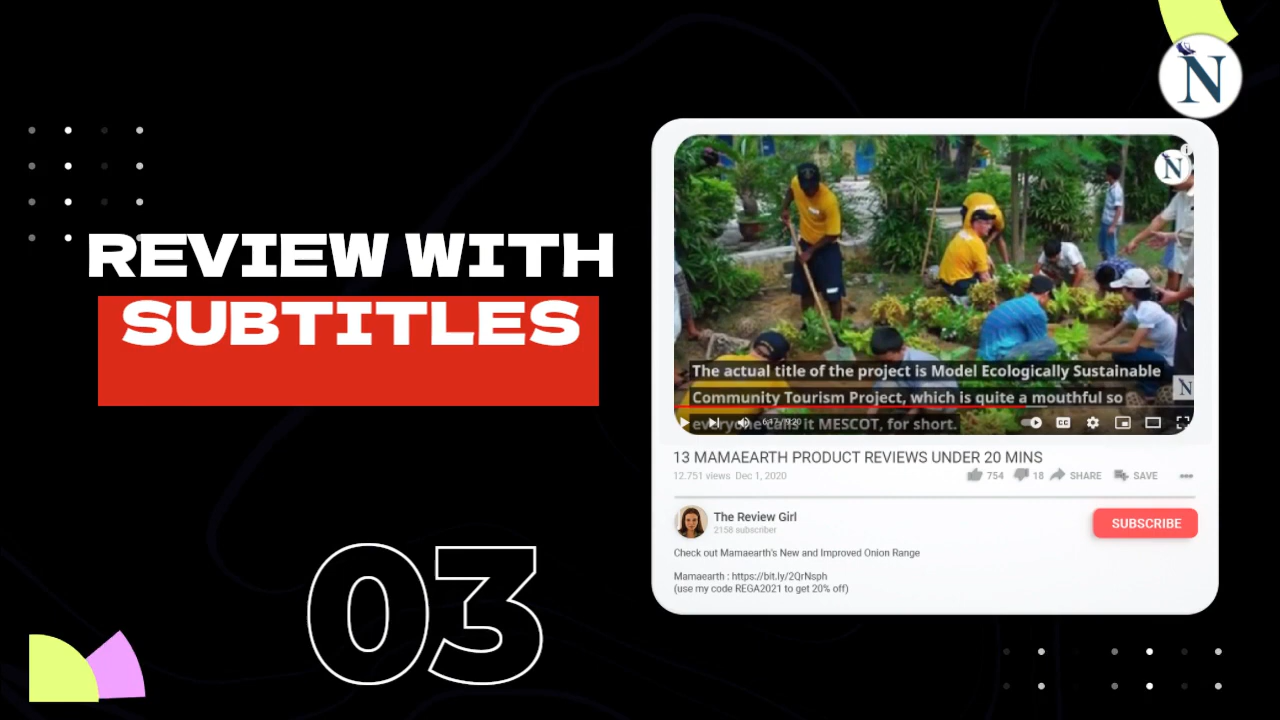 N
REVIEW WITH
SUBTITLES
03
N
The actual title of the project is Model Ecologically Sustainable
Community Tourism Project, which is quite a mouthful so
everyone calls it MESCOT, for short.
N
13 MAMAEARTH PRODUCT REVIEWS UNDER 20 MINS
12.751 views Dec 1, 2020
754
18
SHARE
SAVE
The Review Girl
2158 subscriber
SUBSCRIBE
Check out Mamaearth's New and Improved Onion Range
Mamaearth : https://bit.ly/2QrNsph
(use my code REGA2021 to get 20% off)